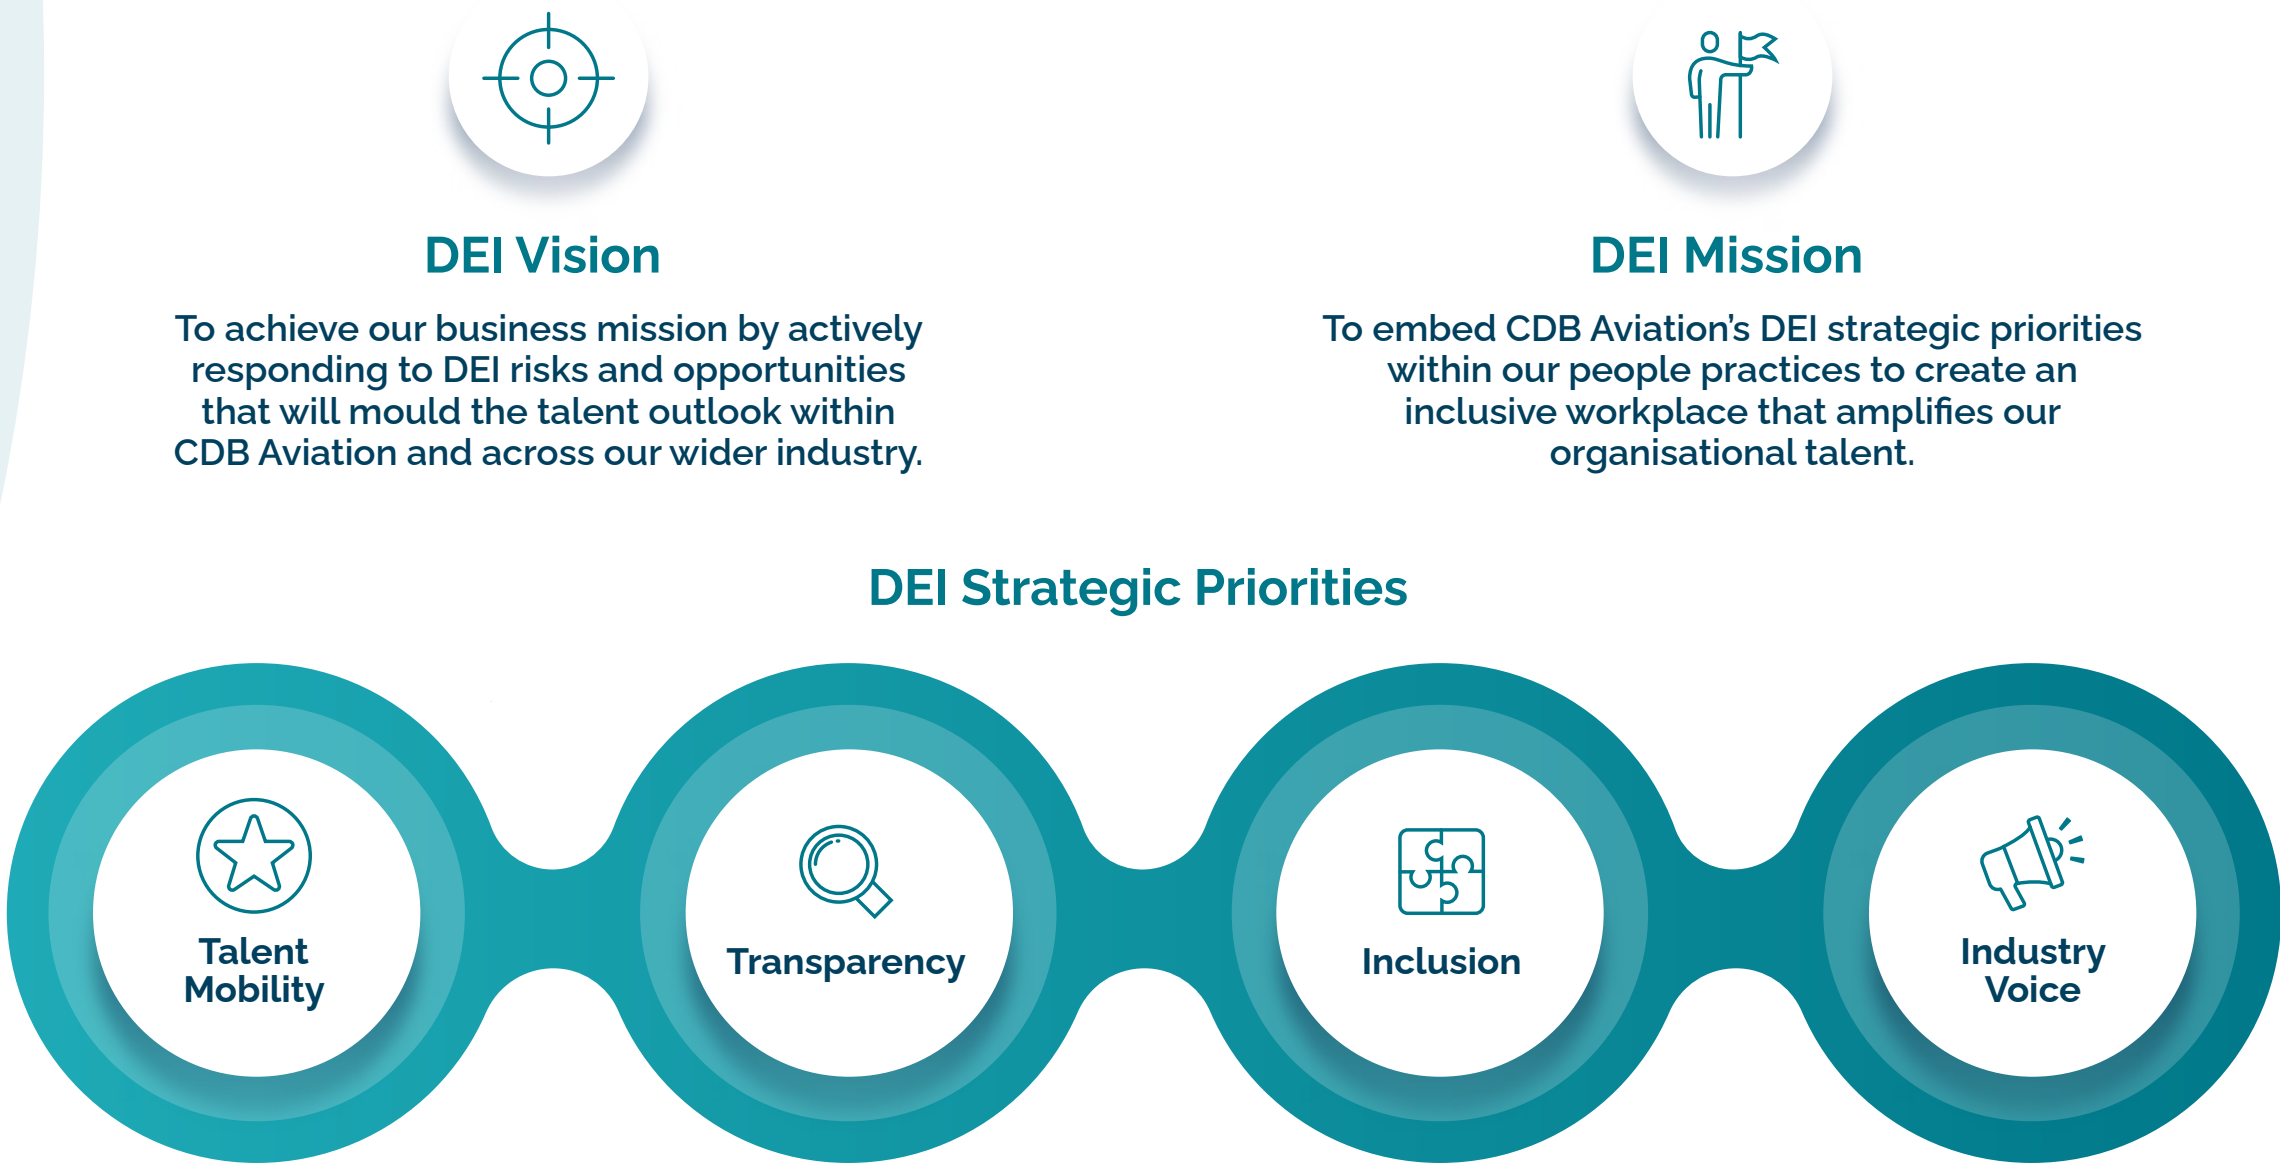 DEI Vision
To achieve our business mission by actively
responding to DEI risks and opportunities
that will mould the talent outlook within
CDB Aviation and across our wider industry.
DEI Mission
To embed CDB Aviation’s DEI strategic priorities
within our people practices to create an
inclusive workplace that amplifies our
organisational talent.
DEI Strategic Priorities
Talent
Mobility
Transparency
Inclusion
Industry
Voice